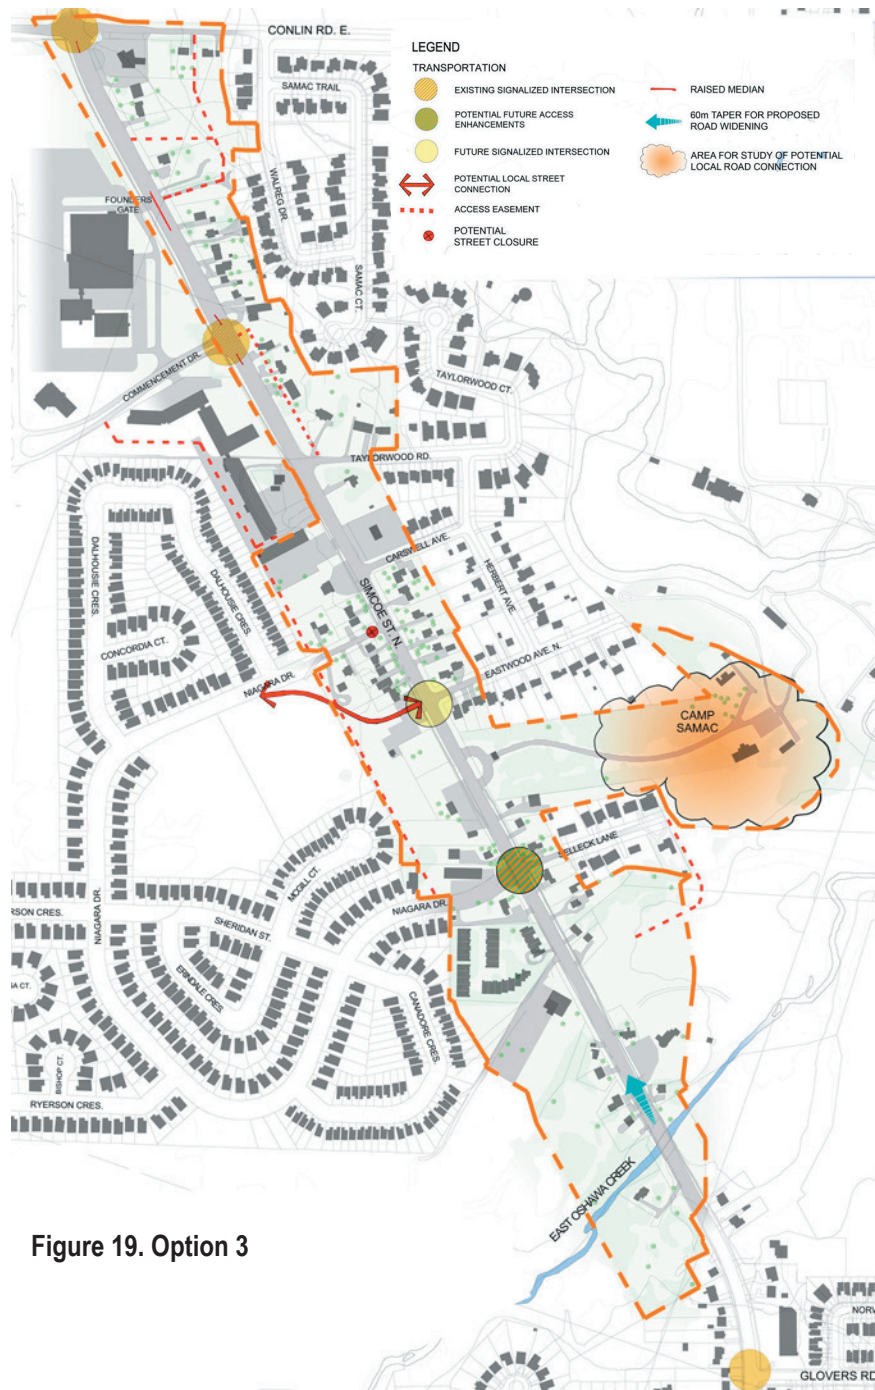 CONLIN RD. E.
LEGEND
TRANSPORTATION
EXISTING SIGNALIZED INTERSECTION
POTENTIAL FUTURE ACCESS
ENHANCEMENTS
FUTURE SIGNALIZED INTERSECTION
POTENTIAL LOCAL STREET
CONNECTION
ACCESS EASEMENT
POTENTIAL
STREET CLOSURE
RAISED MEDIAN
60m TAPER FOR PROPOSED
ROAD WIDENING
AREA FOR STUDY OF POTENTIAL
LOCAL ROAD CONNECTION
SAMAC TRAIL
WALREG DR.
FOUNDERS
GATE
SAMAC CT.
COMMENCEMENT DR.
TAYLORWOOD CT.
TAYLORWOOD RD.
CARSWELL AVE.
DALHOUSIE CRES.
DALHOUSIE CRES.
HERBERT AVE.
SIMCOE ST. N.
CONCORDIA CT.
EASTWOOD AVE. N.
NIAGARA DR.
CAMP
SAMAC
SELLECK LANE
MCGILL CT.
NIAGARA DR.
NIAGARA DR.
RSON CRES.
SHERIDAN ST.
ERINDALE CRES.
CANADORE CRES.
CT.
BISHOP CT.
RYERSON CRES.
EAST OSHAWA CREEK
Figure 19. Option 3
NORW
GLOVERS RD